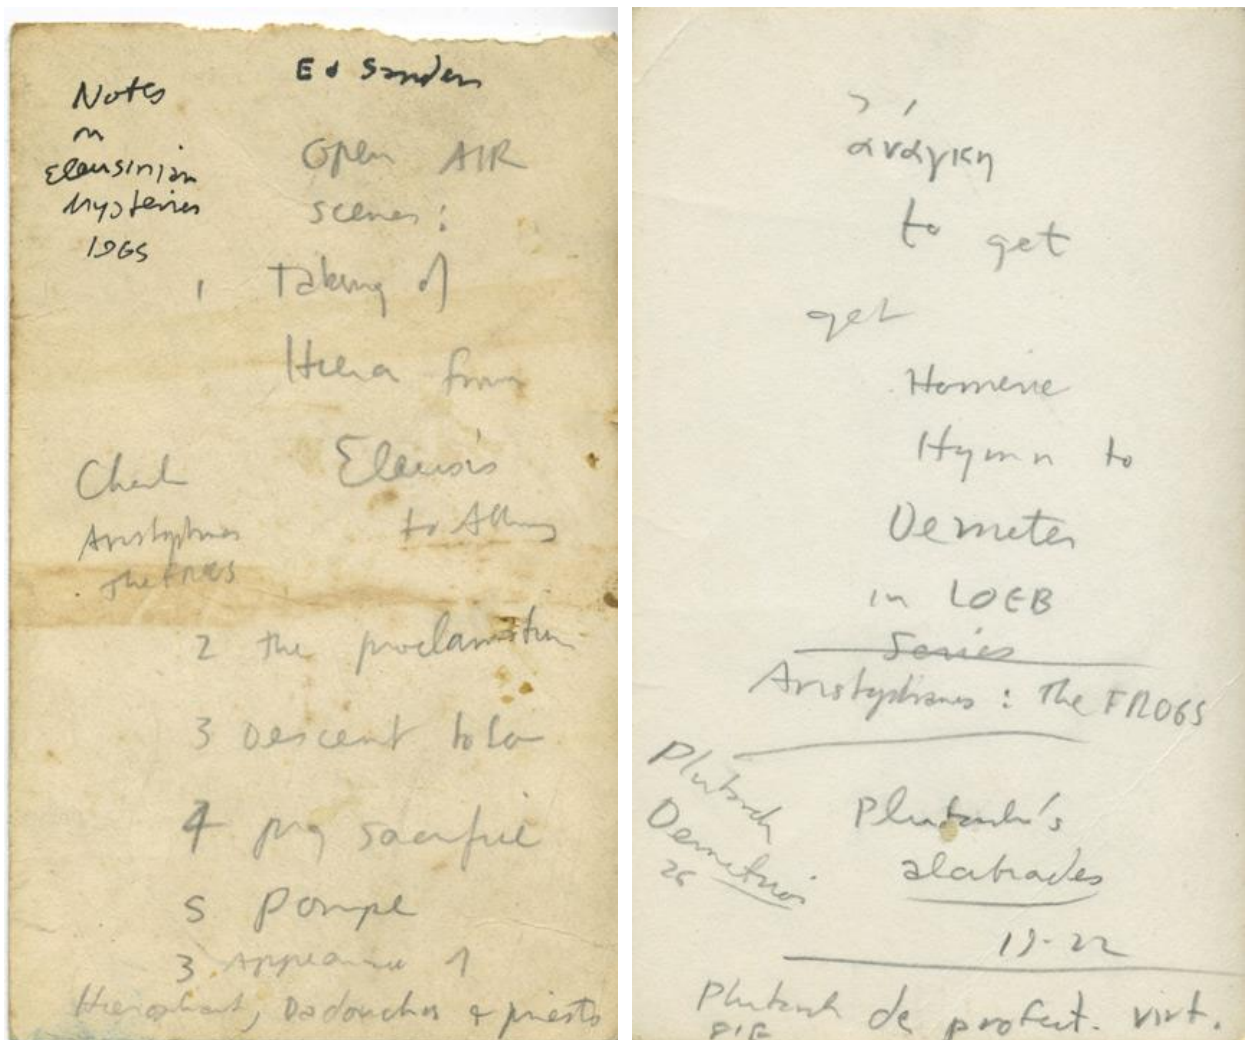 Ed Sanders
Notes
on
Eleusinian
Mysteries
1965
Open AIR
scenes:
1 Taking of
Hiera from
Eleusis
to Athens
Check
Aristophanes
The FROGS
2 the proclamation
3 Descent to
4 pig sacrifice
5 Pompe
3 Appearance of
Hierophant, Dadouchos + priests
ἀνάγκη
to get
get
Homeric
Hymn to
Demeter
in LOEB
Series
Aristophanes: The FROGS
Plutarch
Demetrios
26
Plutarch's
alcibiades
19-22
Plutarch de profect. virt.